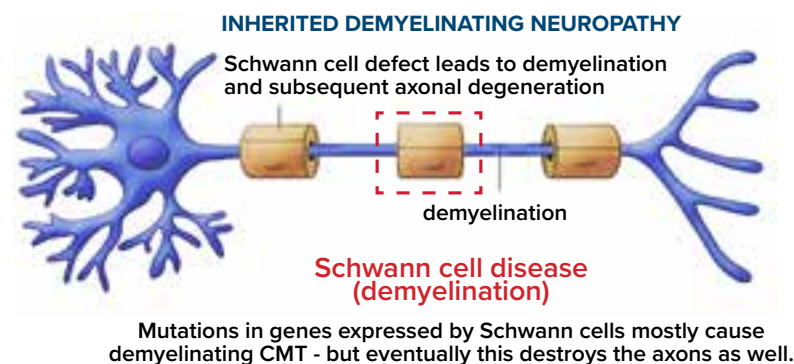 INHERITED DEMYELINATING NEUROPATHY
Schwann cell defect leads to demyelination
and subsequent axonal degeneration
demyelination
Schwann cell disease
(demyelination)
Mutations in genes expressed by Schwann cells mostly cause
demyelinating CMT - but eventually this destroys the axons as well.